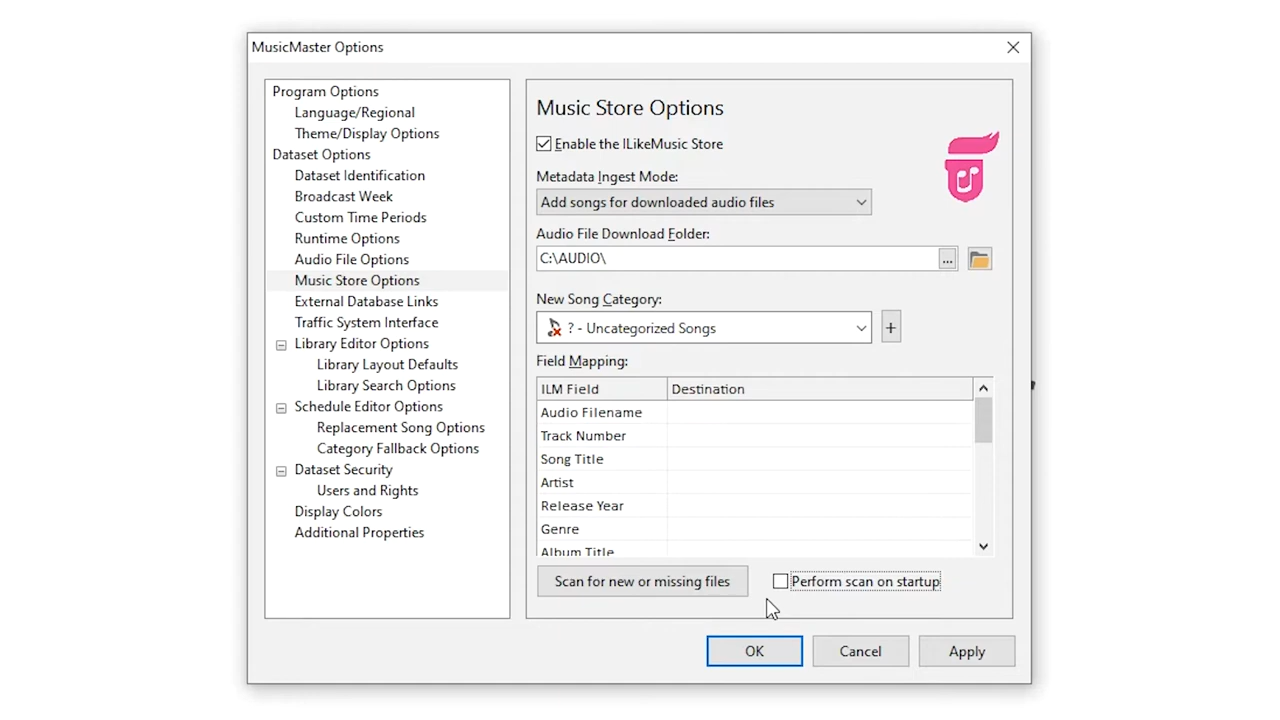 MusicMaster Options
Program Options
Language/Regional
Theme/Display Options
Dataset Options
Dataset Identification
Broadcast Week
Custom Time Periods
Runtime Options
Audio File Options
Music Store Options
External Database Links
Traffic System Interface
Library Editor Options
Library Layout Defaults
Library Search Options
Schedule Editor Options
Replacement Song Options
Category Fallback Options
Dataset Security
Users and Rights
Display Colors
Additional Properties
Music Store Options
Enable the ILikeMusic Store
Metadata Ingest Mode:
Add songs for downloaded audio files
Audio File Download Folder:
C:\AUDIO\
...
New Song Category:
? - Uncategorized Songs
+
Field Mapping:
ILM Field Destination
Audio Filename
Track Number
Song Title
Artist
Release Year
Genre
Album Title
Scan for new or missing files
Perform scan on startup
OK Cancel Apply